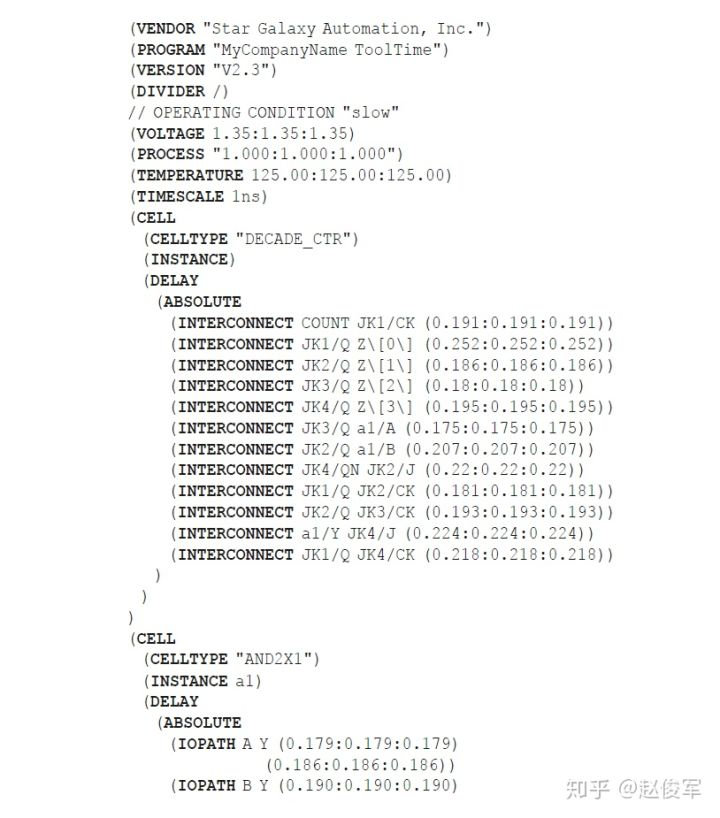 (VENDOR "Star Galaxy Automation, Inc.")
(PROGRAM "MyCompanyName ToolTime")
(VERSION "V2.3")
(DIVIDER /)
// OPERATING CONDITION "slow"
(VOLTAGE 1.35:1.35:1.35)
(PROCESS "1.000:1.000:1.000")
(TEMPERATURE 125.00:125.00:125.00)
(TIMESCALE 1ns)
(CELL
(CELLTYPE "DECADE_CTR")
(INSTANCE)
(DELAY
(ABSOLUTE
(INTERCONNECT COUNT JK1/CK (0.191:0.191:0.191))
(INTERCONNECT JK1/Q Z\[0\] (0.252:0.252:0.252))
(INTERCONNECT JK2/Q Z\[1\] (0.186:0.186:0.186))
(INTERCONNECT JK3/Q Z\[2\] (0.18:0.18:0.18))
(INTERCONNECT JK4/Q Z\[3\] (0.195:0.195:0.195))
(INTERCONNECT JK3/Q a1/A (0.175:0.175:0.175))
(INTERCONNECT JK2/Q a1/B (0.207:0.207:0.207))
(INTERCONNECT JK4/QN JK2/J (0.22:0.22:0.22))
(INTERCONNECT JK1/Q JK2/CK (0.181:0.181:0.181))
(INTERCONNECT JK2/Q JK3/CK (0.193:0.193:0.193))
(INTERCONNECT a1/Y JK4/J (0.224:0.224:0.224))
(INTERCONNECT JK1/Q JK4/CK (0.218:0.218:0.218))
)
)
)
(CELL
(CELLTYPE "AND2X1")
(INSTANCE a1)
(DELAY
(ABSOLUTE
(IOPATH A Y (0.179:0.179:0.179)
(0.186:0.186:0.186))
(IOPATH B Y (0.190:0.190:0.190)
知乎 @赵俊军